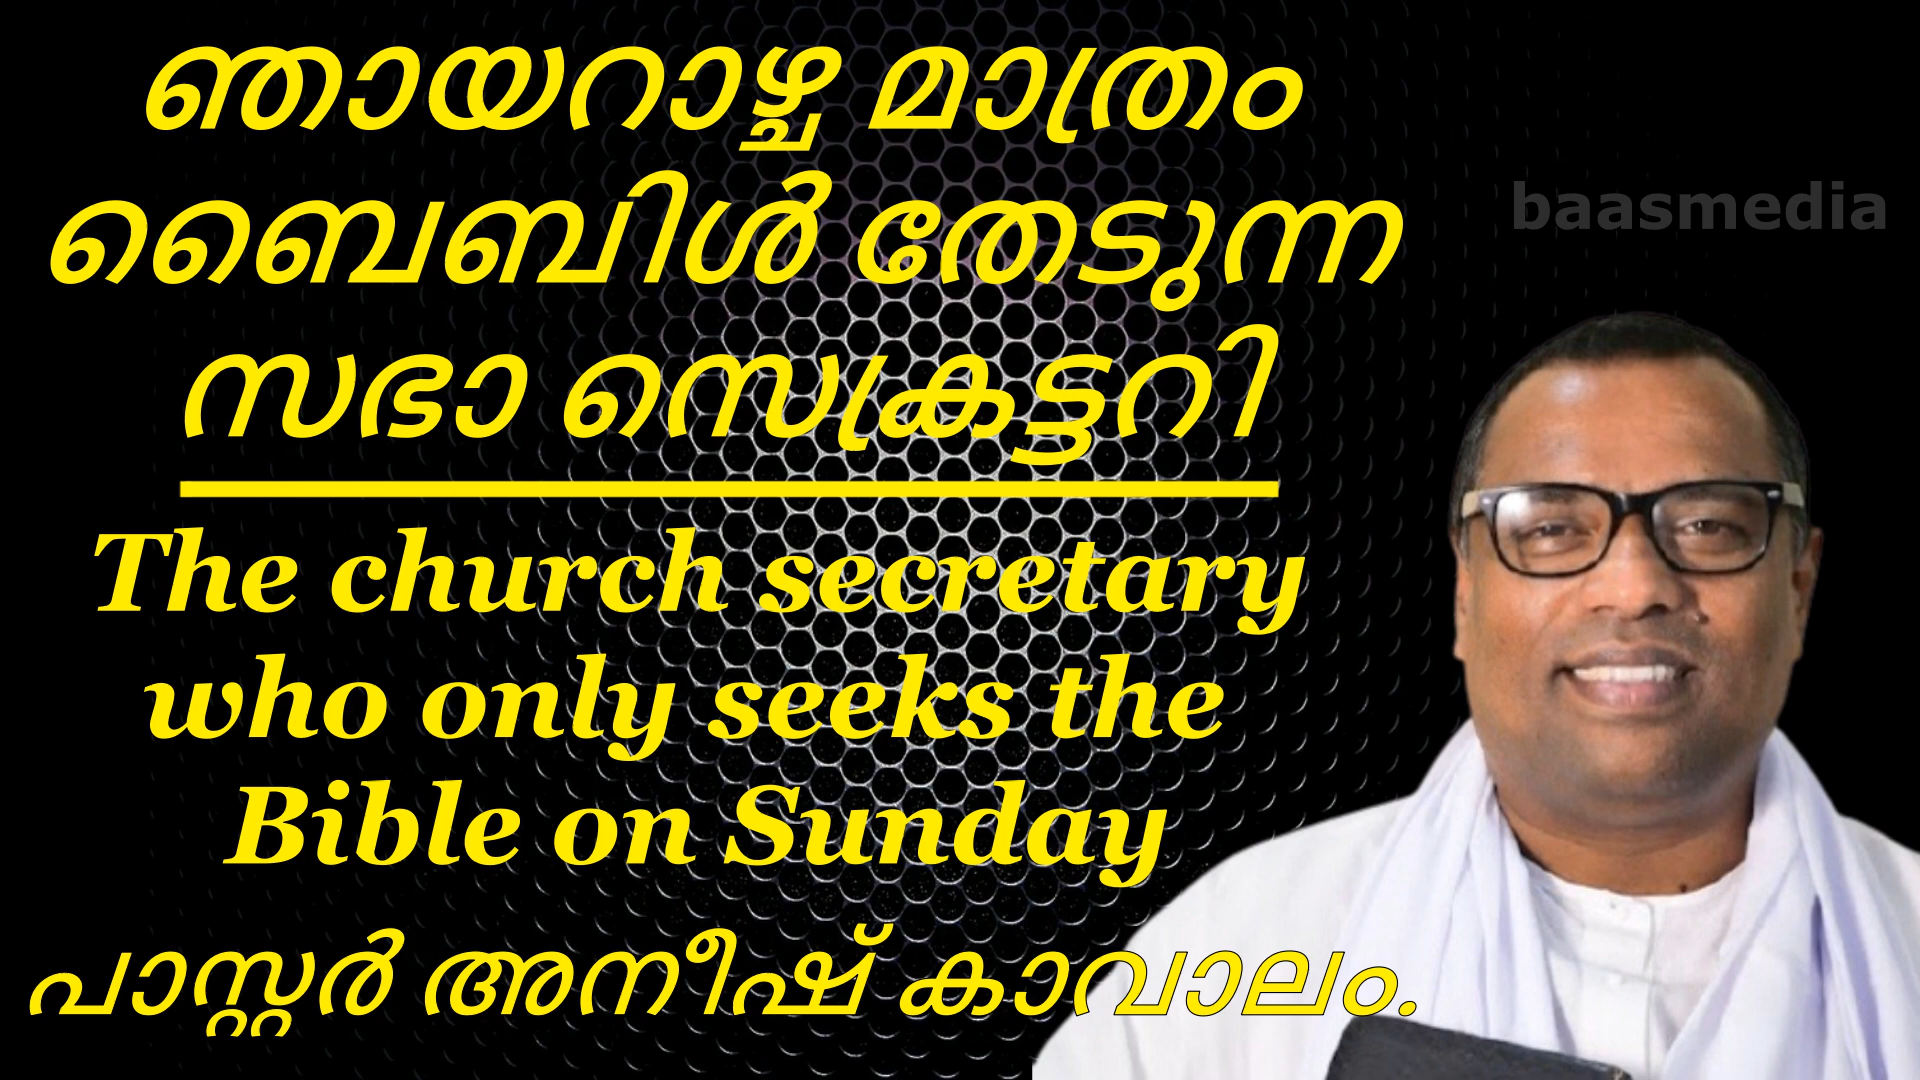 ഞായറാഴ്ച മാത്രം
ബൈബിൾ തേടുന്ന
സഭാ സെക്രട്ടറി
The church secretary
who only seeks the
Bible on Sunday
പാസ്റ്റർ അനീഷ് കാവാലം.
baasmedia